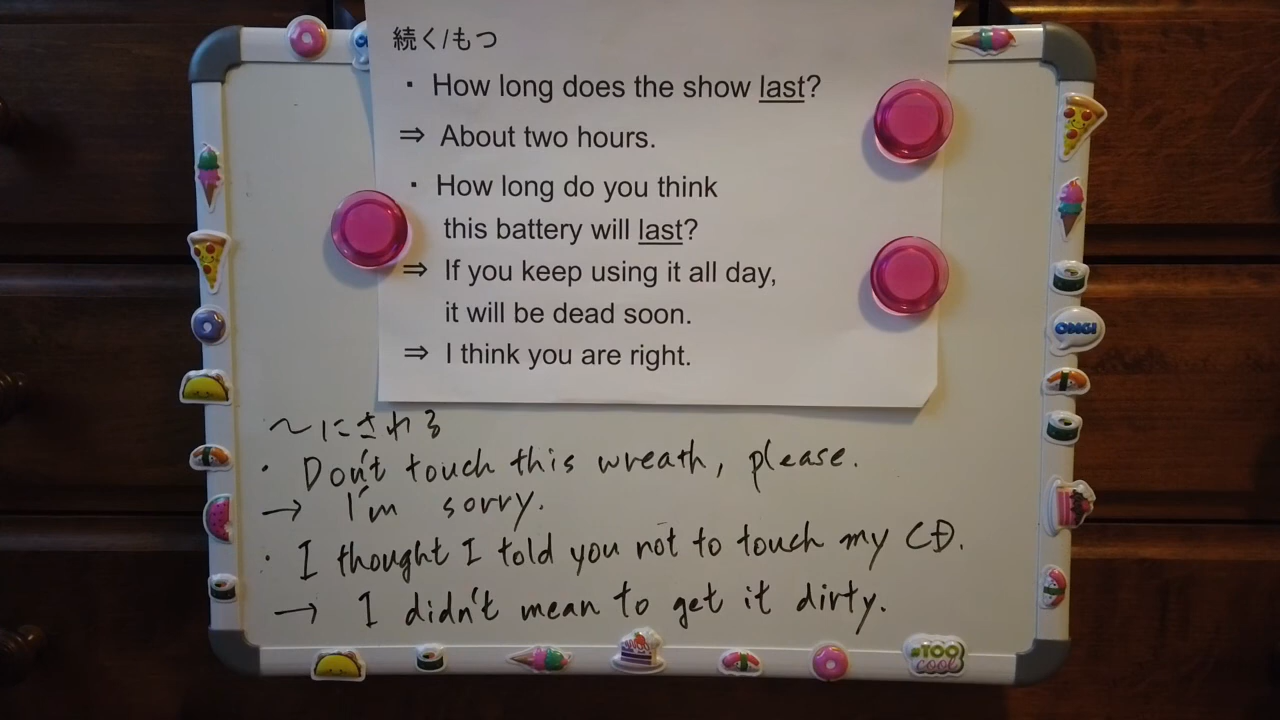 続く/もつ
· How long does the show last?
⇒ About two hours.
· How long do you think
this battery will last?
⇒ If you keep using it all day,
it will be dead soon.
⇒ I think you are right.
〜にされる
· Don't touch this wreath, please.
→ I'm sorry.
· I thought I told you not to touch my CD.
→ I didn't mean to get it dirty.
OMG!
#TOO
cool